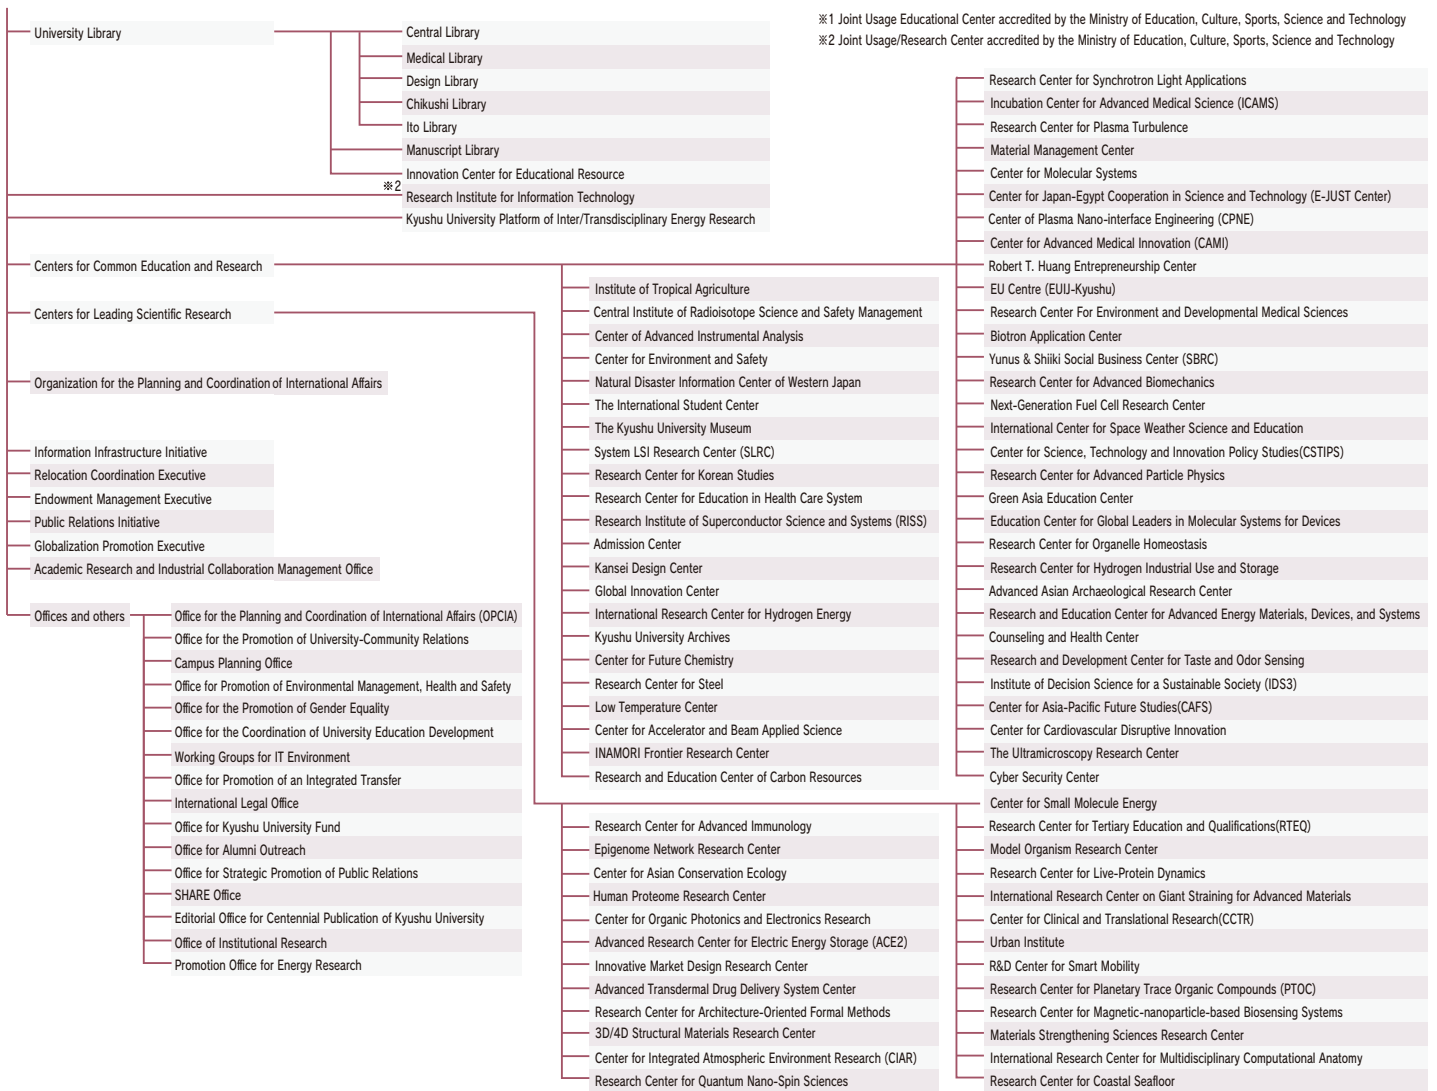 ※1 Joint Usage Educational Center accredited by the Ministry of Education, Culture, Sports, Science and Technology
※2 Joint Usage/Research Center accredited by the Ministry of Education, Culture, Sports, Science and Technology
University Library
Central Library
Medical Library
Design Library
Chikushi Library
Ito Library
Manuscript Library
Innovation Center for Educational Resource
※2
Research Institute for Information Technology
Kyushu University Platform of Inter/Transdisciplinary Energy Research
Centers for Common Education and Research
Institute of Tropical Agriculture
Central Institute of Radioisotope Science and Safety Management
Center of Advanced Instrumental Analysis
Center for Environment and Safety
Natural Disaster Information Center of Western Japan
The International Student Center
The Kyushu University Museum
System LSI Research Center (SLRC)
Research Center for Korean Studies
Research Center for Education in Health Care System
Research Institute of Superconductor Science and Systems (RISS)
Admission Center
Kansei Design Center
Global Innovation Center
International Research Center for Hydrogen Energy
Kyushu University Archives
Center for Future Chemistry
Research Center for Steel
Low Temperature Center
Center for Accelerator and Beam Applied Science
INAMORI Frontier Research Center
Research and Education Center of Carbon Resources
Research Center for Synchrotron Light Applications
Incubation Center for Advanced Medical Science (ICAMS)
Research Center for Plasma Turbulence
Material Management Center
Center for Molecular Systems
Center for Japan-Egypt Cooperation in Science and Technology (E-JUST Center)
Center of Plasma Nano-interface Engineering (CPNE)
Center for Advanced Medical Innovation (CAMI)
Robert T. Huang Entrepreneurship Center
EU Centre (EUIJ-Kyushu)
Research Center For Environment and Developmental Medical Sciences
Biotron Application Center
Yunus & Shiiki Social Business Center (SBRC)
Research Center for Advanced Biomechanics
Next-Generation Fuel Cell Research Center
International Center for Space Weather Science and Education
Center for Science, Technology and Innovation Policy Studies(CSTIPS)
Research Center for Advanced Particle Physics
Green Asia Education Center
Education Center for Global Leaders in Molecular Systems for Devices
Research Center for Organelle Homeostasis
Research Center for Hydrogen Industrial Use and Storage
Advanced Asian Archaeological Research Center
Research and Education Center for Advanced Energy Materials, Devices, and Systems
Counseling and Health Center
Research and Development Center for Taste and Odor Sensing
Institute of Decision Science for a Sustainable Society (IDS3)
Center for Asia-Pacific Future Studies(CAFS)
Center for Cardiovascular Disruptive Innovation
The Ultramicroscopy Research Center
Cyber Security Center
Centers for Leading Scientific Research
Research Center for Advanced Immunology
Epigenome Network Research Center
Center for Asian Conservation Ecology
Human Proteome Research Center
Center for Organic Photonics and Electronics Research
Advanced Research Center for Electric Energy Storage (ACE2)
Innovative Market Design Research Center
Advanced Transdermal Drug Delivery System Center
Research Center for Architecture-Oriented Formal Methods
3D/4D Structural Materials Research Center
Center for Integrated Atmospheric Environment Research (CIAR)
Research Center for Quantum Nano-Spin Sciences
Center for Small Molecule Energy
Research Center for Tertiary Education and Qualifications(RTEQ)
Model Organism Research Center
Research Center for Live-Protein Dynamics
International Research Center on Giant Straining for Advanced Materials
Center for Clinical and Translational Research(CCTR)
Urban Institute
R&D Center for Smart Mobility
Research Center for Planetary Trace Organic Compounds (PTOC)
Research Center for Magnetic-nanoparticle-based Biosensing Systems
Materials Strengthening Sciences Research Center
International Research Center for Multidisciplinary Computational Anatomy
Research Center for Coastal Seafloor
Organization for the Planning and Coordination of International Affairs
Information Infrastructure Initiative
Relocation Coordination Executive
Endowment Management Executive
Public Relations Initiative
Globalization Promotion Executive
Academic Research and Industrial Collaboration Management Office
Offices and others
Office for the Planning and Coordination of International Affairs (OPCIA)
Office for the Promotion of University-Community Relations
Campus Planning Office
Office for Promotion of Environmental Management, Health and Safety
Office for the Promotion of Gender Equality
Office for the Coordination of University Education Development
Working Groups for IT Environment
Office for Promotion of an Integrated Transfer
International Legal Office
Office for Kyushu University Fund
Office for Alumni Outreach
Office for Strategic Promotion of Public Relations
SHARE Office
Editorial Office for Centennial Publication of Kyushu University
Office of Institutional Research
Promotion Office for Energy Research